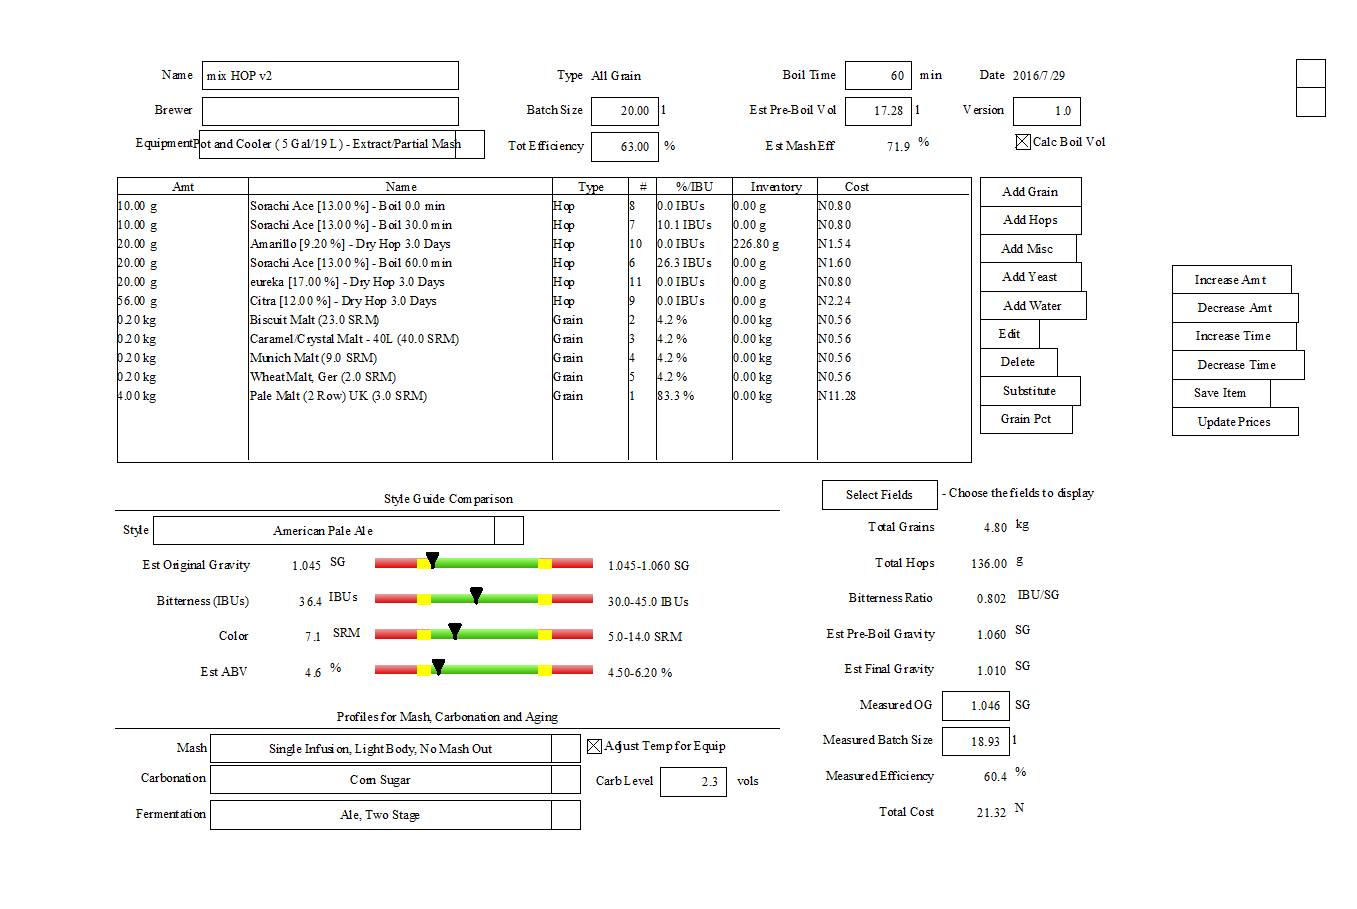 Name mix HOP v2 Type All Grain Boil Time 60 min Date 2016/7/29
Brewer Batch Size 20.00 l Est Pre-Boil Vol 17.28 l Version 1.0
Equipment Pot and Cooler ( 5 Gal/19 L) - Extract/Partial Mash Tot Efficiency 63.00 % Est Mash Eff 71.9 % Calc Boil Vol
Amt Name Type # %/IBU Inventory Cost
10.00 g Sorachi Ace [13.00 %] - Boil 0.0 min Hop 8 0.0 IBUs 0.00 g N0.80
10.00 g Sorachi Ace [13.00 %] - Boil 30.0 min Hop 7 10.1 IBUs 0.00 g N0.80
20.00 g Amarillo [9.20 %] - Dry Hop 3.0 Days Hop 10 0.0 IBUs 226.80 g N1.54
20.00 g Sorachi Ace [13.00 %] - Boil 60.0 min Hop 6 26.3 IBUs 0.00 g N1.60
20.00 g eureka [17.00 %] - Dry Hop 3.0 Days Hop 11 0.0 IBUs 0.00 g N0.80
56.00 g Citra [12.00 %] - Dry Hop 3.0 Days Hop 9 0.0 IBUs 0.00 g N2.24
0.20 kg Biscuit Malt (23.0 SRM) Grain 2 4.2 % 0.00 kg N0.56
0.20 kg Caramel/Crystal Malt - 40L (40.0 SRM) Grain 3 4.2 % 0.00 kg N0.56
0.20 kg Munich Malt (9.0 SRM) Grain 4 4.2 % 0.00 kg N0.56
0.20 kg Wheat Malt, Ger (2.0 SRM) Grain 5 4.2 % 0.00 kg N0.56
4.00 kg Pale Malt (2 Row) UK (3.0 SRM) Grain 1 83.3 % 0.00 kg N11.28
Add Grain
Add Hops
Add Misc
Add Yeast
Add Water
Edit
Delete
Substitute
Grain Pct
Increase Amt
Decrease Amt
Increase Time
Decrease Time
Save Item
Update Prices
Style Guide Comparison
Style American Pale Ale
Est Original Gravity 1.045 SG 1.045-1.060 SG
Bitterness (IBUs) 36.4 IBUs 30.0-45.0 IBUs
Color 7.1 SRM 5.0-14.0 SRM
Est ABV 4.6 % 4.50-6.20 %
Profiles for Mash, Carbonation and Aging
Mash Single Infusion, Light Body, No Mash Out Adjust Temp for Equip
Carbonation Corn Sugar Carb Level 2.3 vols
Fermentation Ale, Two Stage
Select Fields - Choose the fields to display
Total Grains 4.80 kg
Total Hops 136.00 g
Bitterness Ratio 0.802 IBU/SG
Est Pre-Boil Gravity 1.060 SG
Est Final Gravity 1.010 SG
Measured OG 1.046 SG
Measured Batch Size 18.93 l
Measured Efficiency 60.4 %
Total Cost 21.32 N